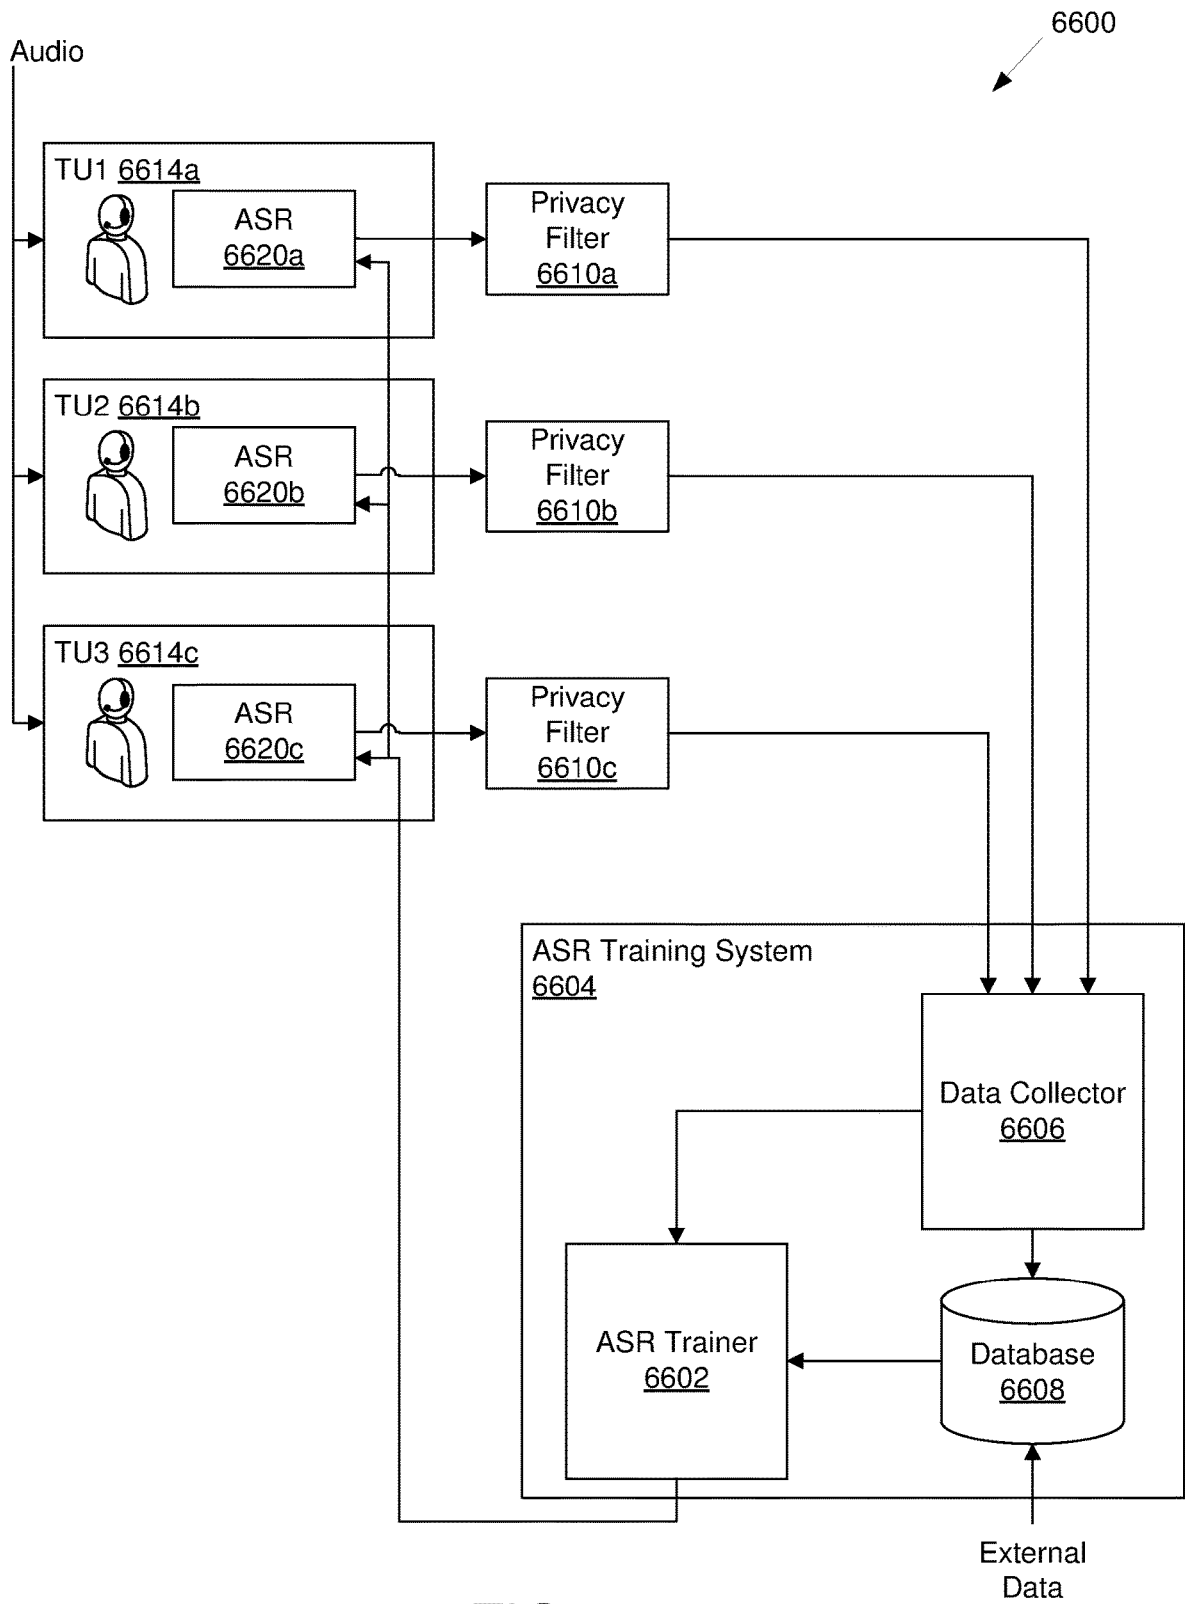 6600
Audio
TU1 6614a
ASR
6620a
Privacy
Filter
6610a
TU2 6614b
ASR
6620b
Privacy
Filter
6610b
TU3 6614c
ASR
6620c
Privacy
Filter
6610c
ASR Training System
6604
Data Collector
6606
ASR Trainer
6602
Database
6608
External
Data